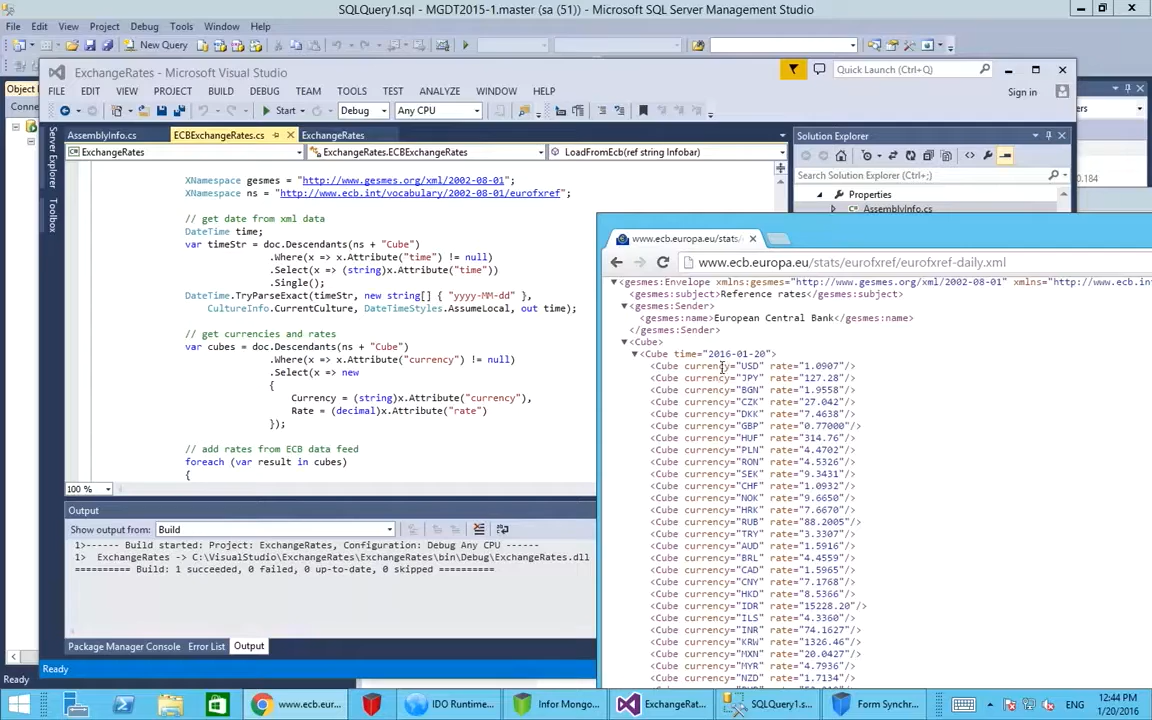 SQLQuery1.sql - MGDT2015-1.master (sa (51)) - Microsoft SQL Server Management Studio
File Edit View Project Debug Tools Window Help
New Query
ExchangeRates - Microsoft Visual Studio
Quick Launch (Ctrl+Q)
FILE EDIT VIEW PROJECT BUILD DEBUG TEAM TOOLS TEST ANALYZE WINDOW HELP
Sign in
Start Debug Any CPU
Object
Conne
AssemblyInfo.cs ECBExchangeRates.cs ExchangeRates
Solution Explorer
ExchangeRates ExchangeRates.ECBExchangeRates LoadFromEcb(ref string Infobar)
Search Solution Explorer (Ctrl+;)
Server Explorer
Toolbox
Properties
AssemblyInfo.cs
0.184
XNamespace gesmes = "http://www.gesmes.org/xml/2002-08-01";
XNamespace ns = "http://www.ecb.int/vocabulary/2002-08-01/eurofxref";
// get date from xml data
DateTime time;
var timeStr = doc.Descendants(ns + "Cube")
.Where(x => x.Attribute("time") != null)
.Select(x => (string)x.Attribute("time"))
.Single();
DateTime.TryParseExact(timeStr, new string[] { "yyyy-MM-dd" },
CultureInfo.CurrentCulture, DateTimeStyles.AssumeLocal, out time);
// get currencies and rates
var cubes = doc.Descendants(ns + "Cube")
.Where(x => x.Attribute("currency") != null)
.Select(x => new
{
Currency = (string)x.Attribute("currency"),
Rate = (decimal)x.Attribute("rate")
});
// add rates from ECB data feed
foreach (var result in cubes)
{
100 %
Output
Show output from: Build
1>------ Build started: Project: ExchangeRates, Configuration: Debug Any CPU ------
1> ExchangeRates -> C:\VisualStudio\ExchangeRates\ExchangeRates\bin\Debug\ExchangeRates.dll
========== Build: 1 succeeded, 0 failed, 0 up-to-date, 0 skipped ==========
Package Manager Console Error List Output
Ready
Ready
www.ecb.europa.eu/stats/
www.ecb.europa.eu/stats/eurofxref/eurofxref-daily.xml
<gesmes:Envelope xmlns:gesmes="http://www.gesmes.org/xml/2002-08-01" xmlns="http://www.ecb.in
<gesmes:subject>Reference rates</gesmes:subject>
<gesmes:Sender>
<gesmes:name>European Central Bank</gesmes:name>
</gesmes:Sender>
<Cube>
<Cube time="2016-01-20">
<Cube currency="USD" rate="1.0907"/>
<Cube currency="JPY" rate="127.28"/>
<Cube currency="BGN" rate="1.9558"/>
<Cube currency="CZK" rate="27.042"/>
<Cube currency="DKK" rate="7.4638"/>
<Cube currency="GBP" rate="0.77000"/>
<Cube currency="HUF" rate="314.76"/>
<Cube currency="PLN" rate="4.4702"/>
<Cube currency="RON" rate="4.5326"/>
<Cube currency="SEK" rate="9.3431"/>
<Cube currency="CHF" rate="1.0932"/>
<Cube currency="NOK" rate="9.6650"/>
<Cube currency="HRK" rate="7.6670"/>
<Cube currency="RUB" rate="88.2005"/>
<Cube currency="TRY" rate="3.3307"/>
<Cube currency="AUD" rate="1.5916"/>
<Cube currency="BRL" rate="4.4559"/>
<Cube currency="CAD" rate="1.5965"/>
<Cube currency="CNY" rate="7.1768"/>
<Cube currency="HKD" rate="8.5366"/>
<Cube currency="IDR" rate="15228.20"/>
<Cube currency="ILS" rate="4.3360"/>
<Cube currency="INR" rate="74.1627"/>
<Cube currency="KRW" rate="1326.46"/>
<Cube currency="MXN" rate="20.0427"/>
<Cube currency="MYR" rate="4.7936"/>
<Cube currency="NZD" rate="1.7134"/>
www.ecb.eur... IDO Runtime... Infor Mongo... ExchangeRat... SQLQuery1.s... Form Synchr... ENG 12:44 PM
1/20/2016